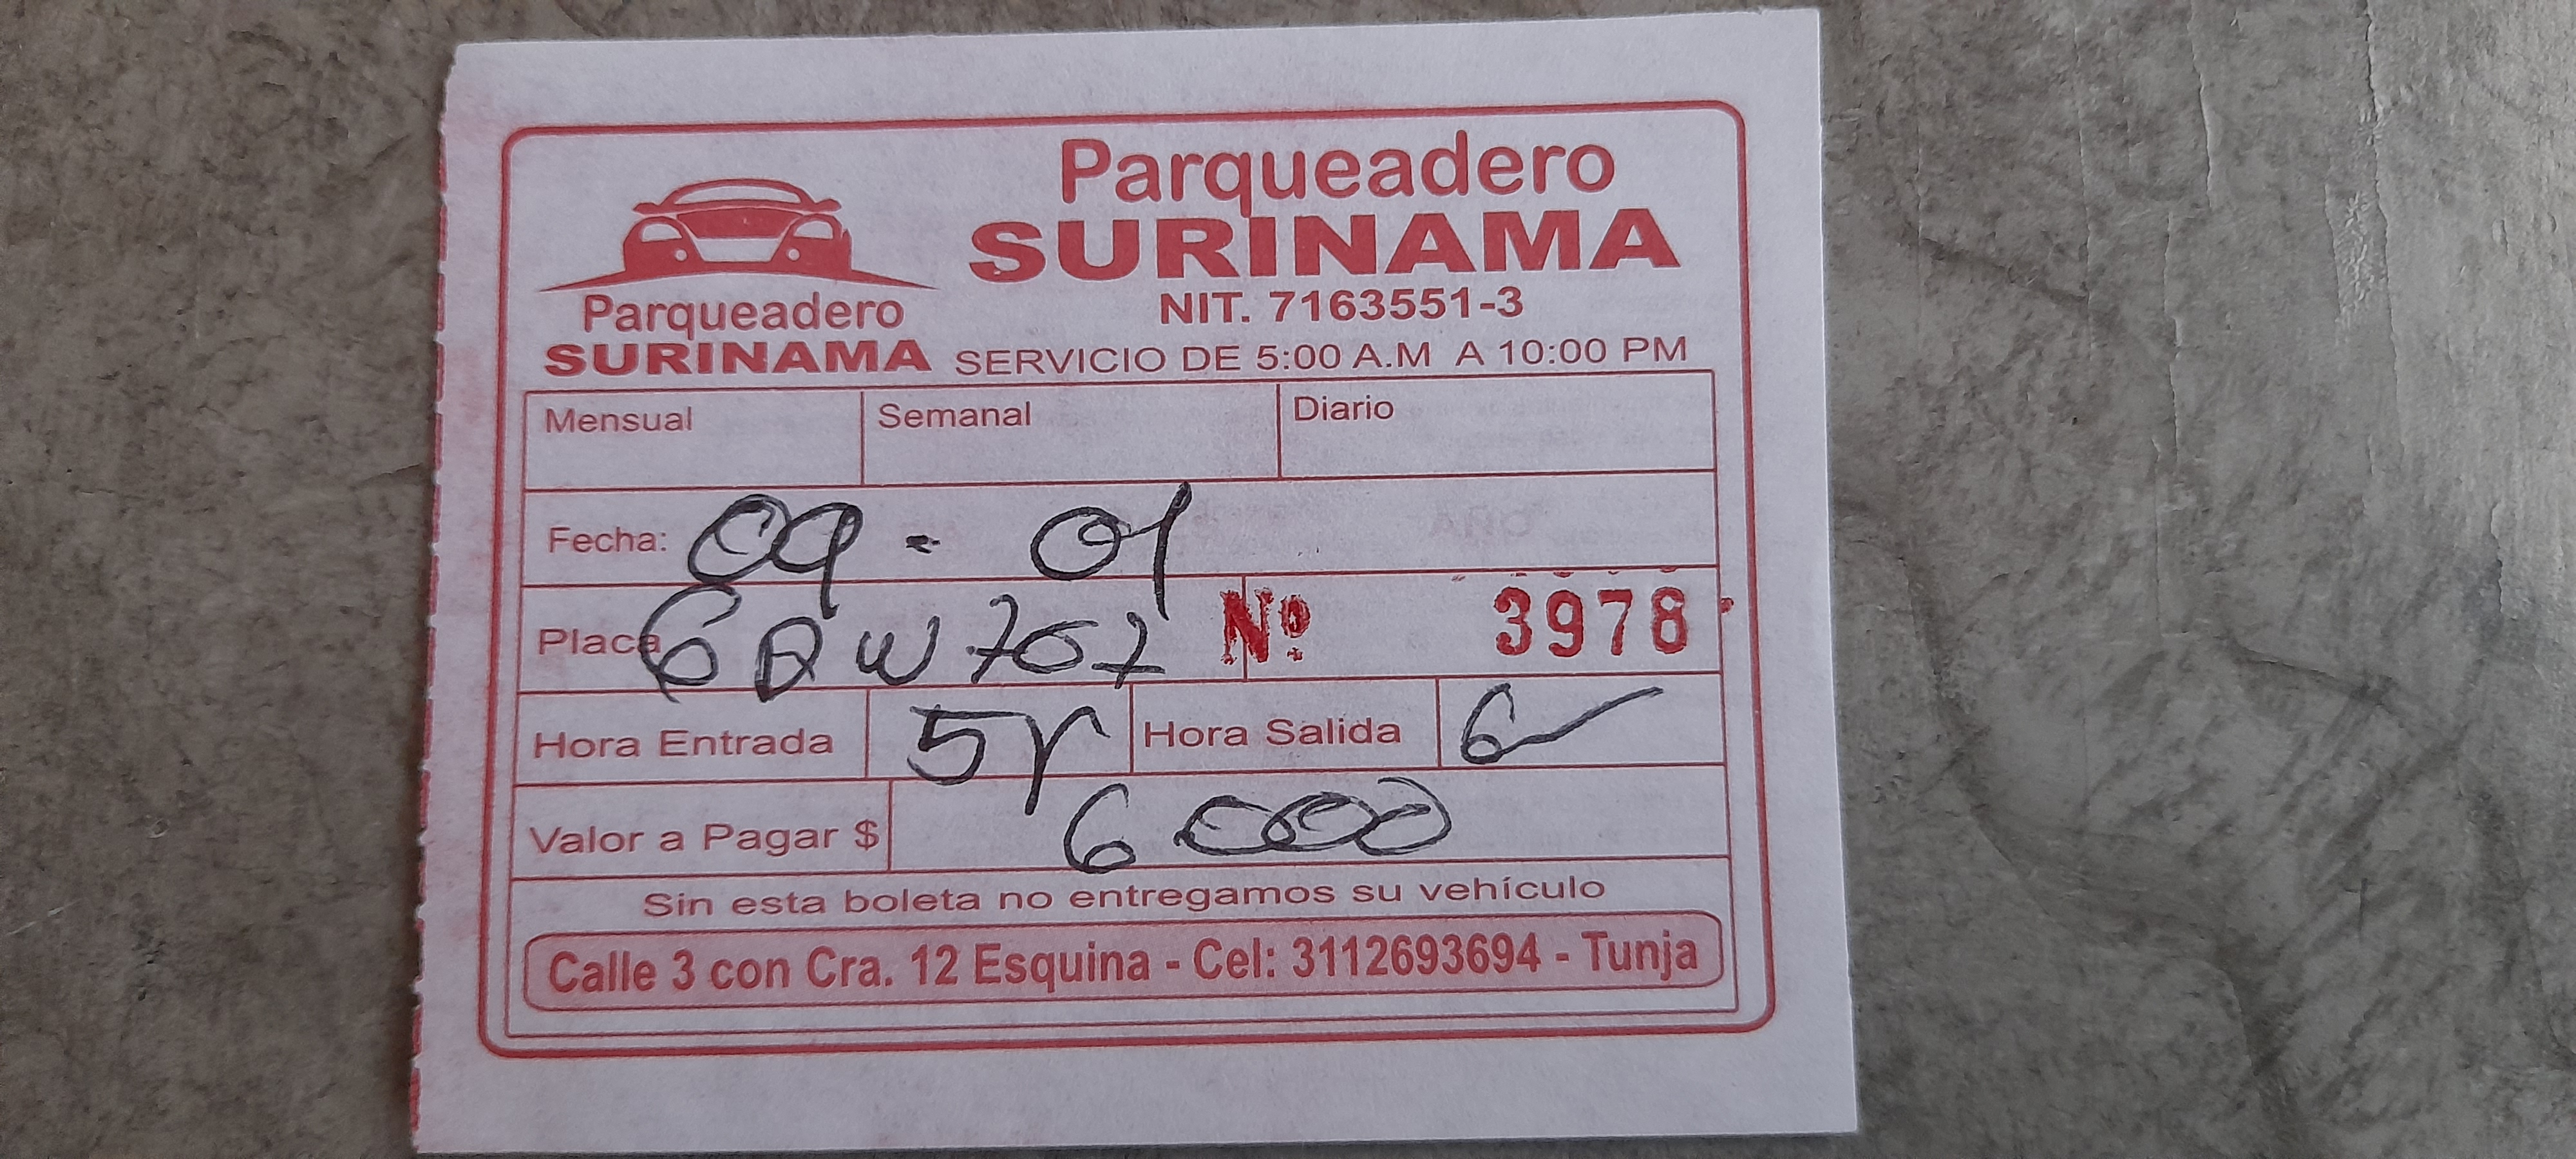 Parqueadero
SURINAMA
NIT. 7163551-3
Parqueadero
SURINAMA
SERVICIO DE 5:00 A.M A 10:00 PM
Mensual Semanal Diario
Fecha: 09 - 01
Placa Nº 3978
Hora Entrada Hora Salida 6
Valor a Pagar $ 6000
Sin esta boleta no entregamos su vehículo
Calle 3 con Cra. 12 Esquina - Cel: 3112693694 - Tunja